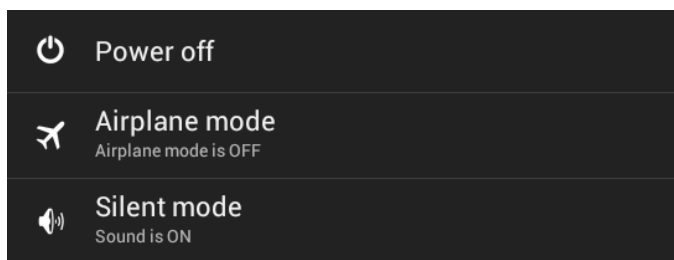 Power off
Airplane mode
Airplane mode is OFF
Silent mode
Sound is ON